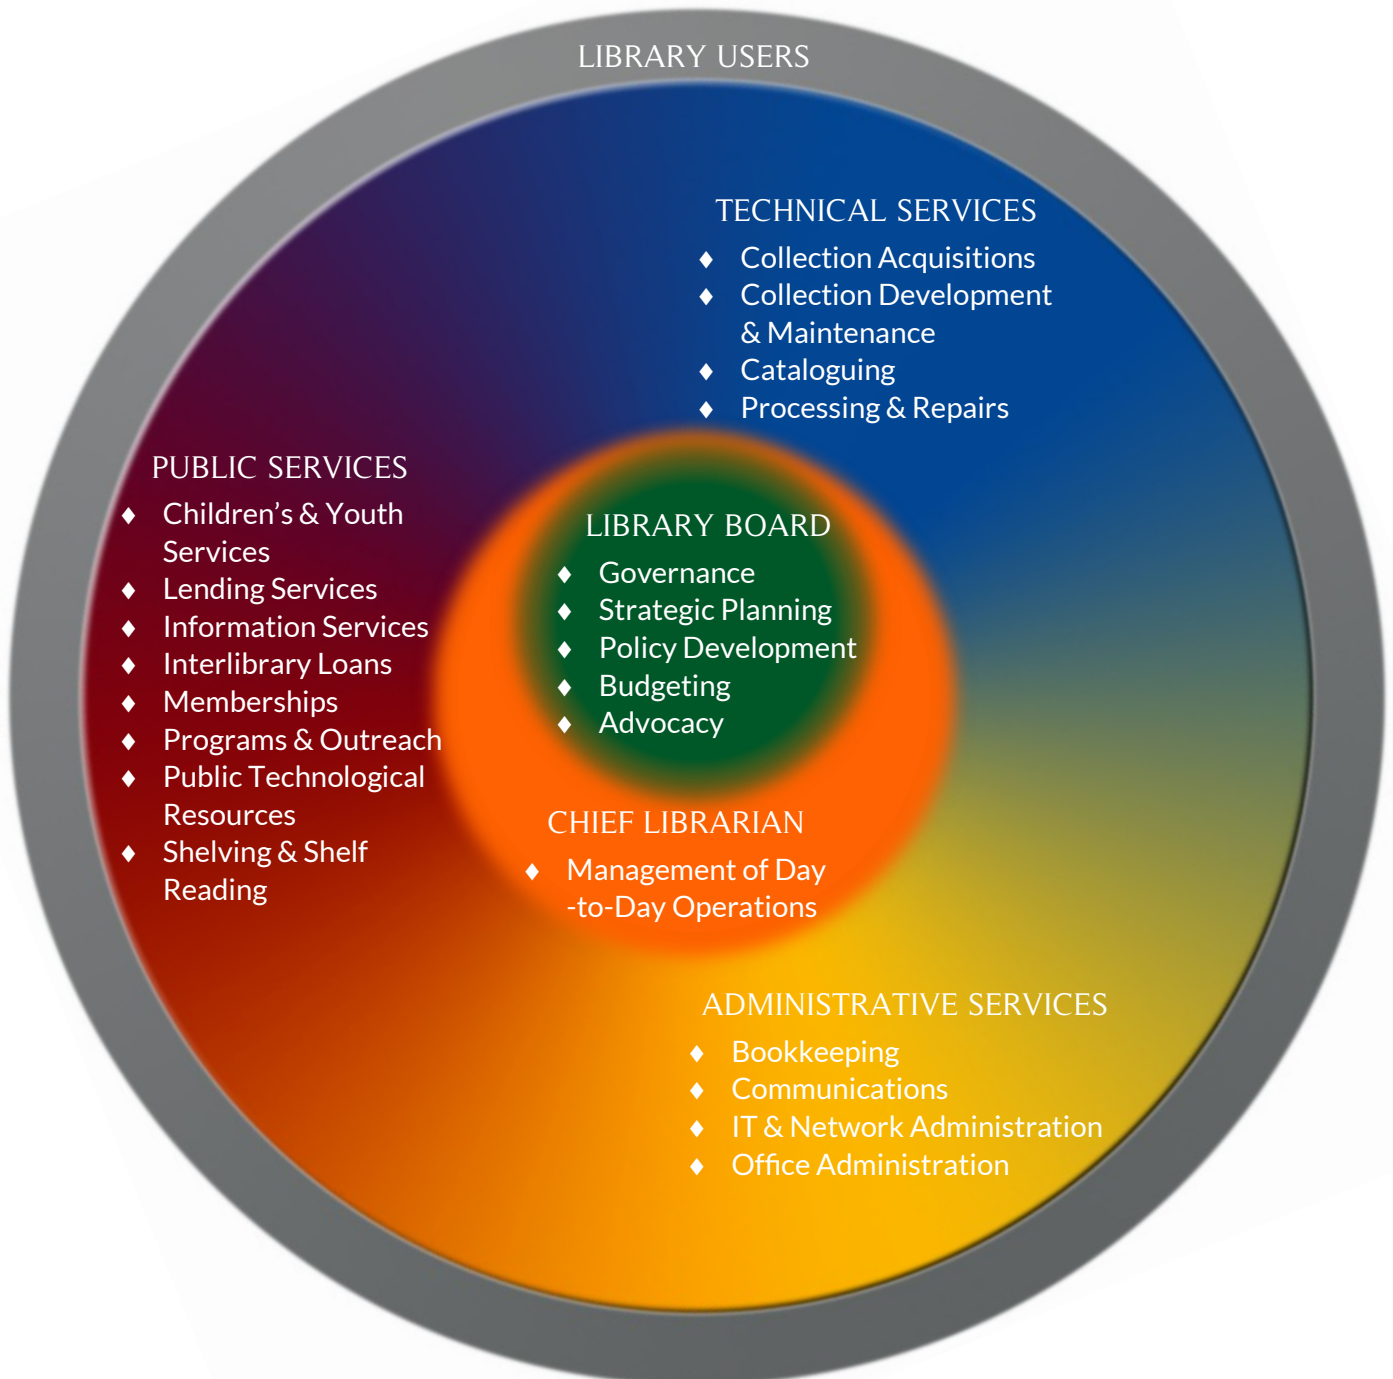 LIBRARY USERS
TECHNICAL SERVICES
♦ Collection Acquisitions
♦ Collection Development
& Maintenance
♦ Cataloguing
♦ Processing & Repairs
PUBLIC SERVICES
♦ Children’s & Youth
Services
♦ Lending Services
♦ Information Services
♦ Interlibrary Loans
♦ Memberships
♦ Programs & Outreach
♦ Public Technological
Resources
♦ Shelving & Shelf
Reading
LIBRARY BOARD
♦ Governance
♦ Strategic Planning
♦ Policy Development
♦ Budgeting
♦ Advocacy
CHIEF LIBRARIAN
♦ Management of Day
-to-Day Operations
ADMINISTRATIVE SERVICES
♦ Bookkeeping
♦ Communications
♦ IT & Network Administration
♦ Office Administration